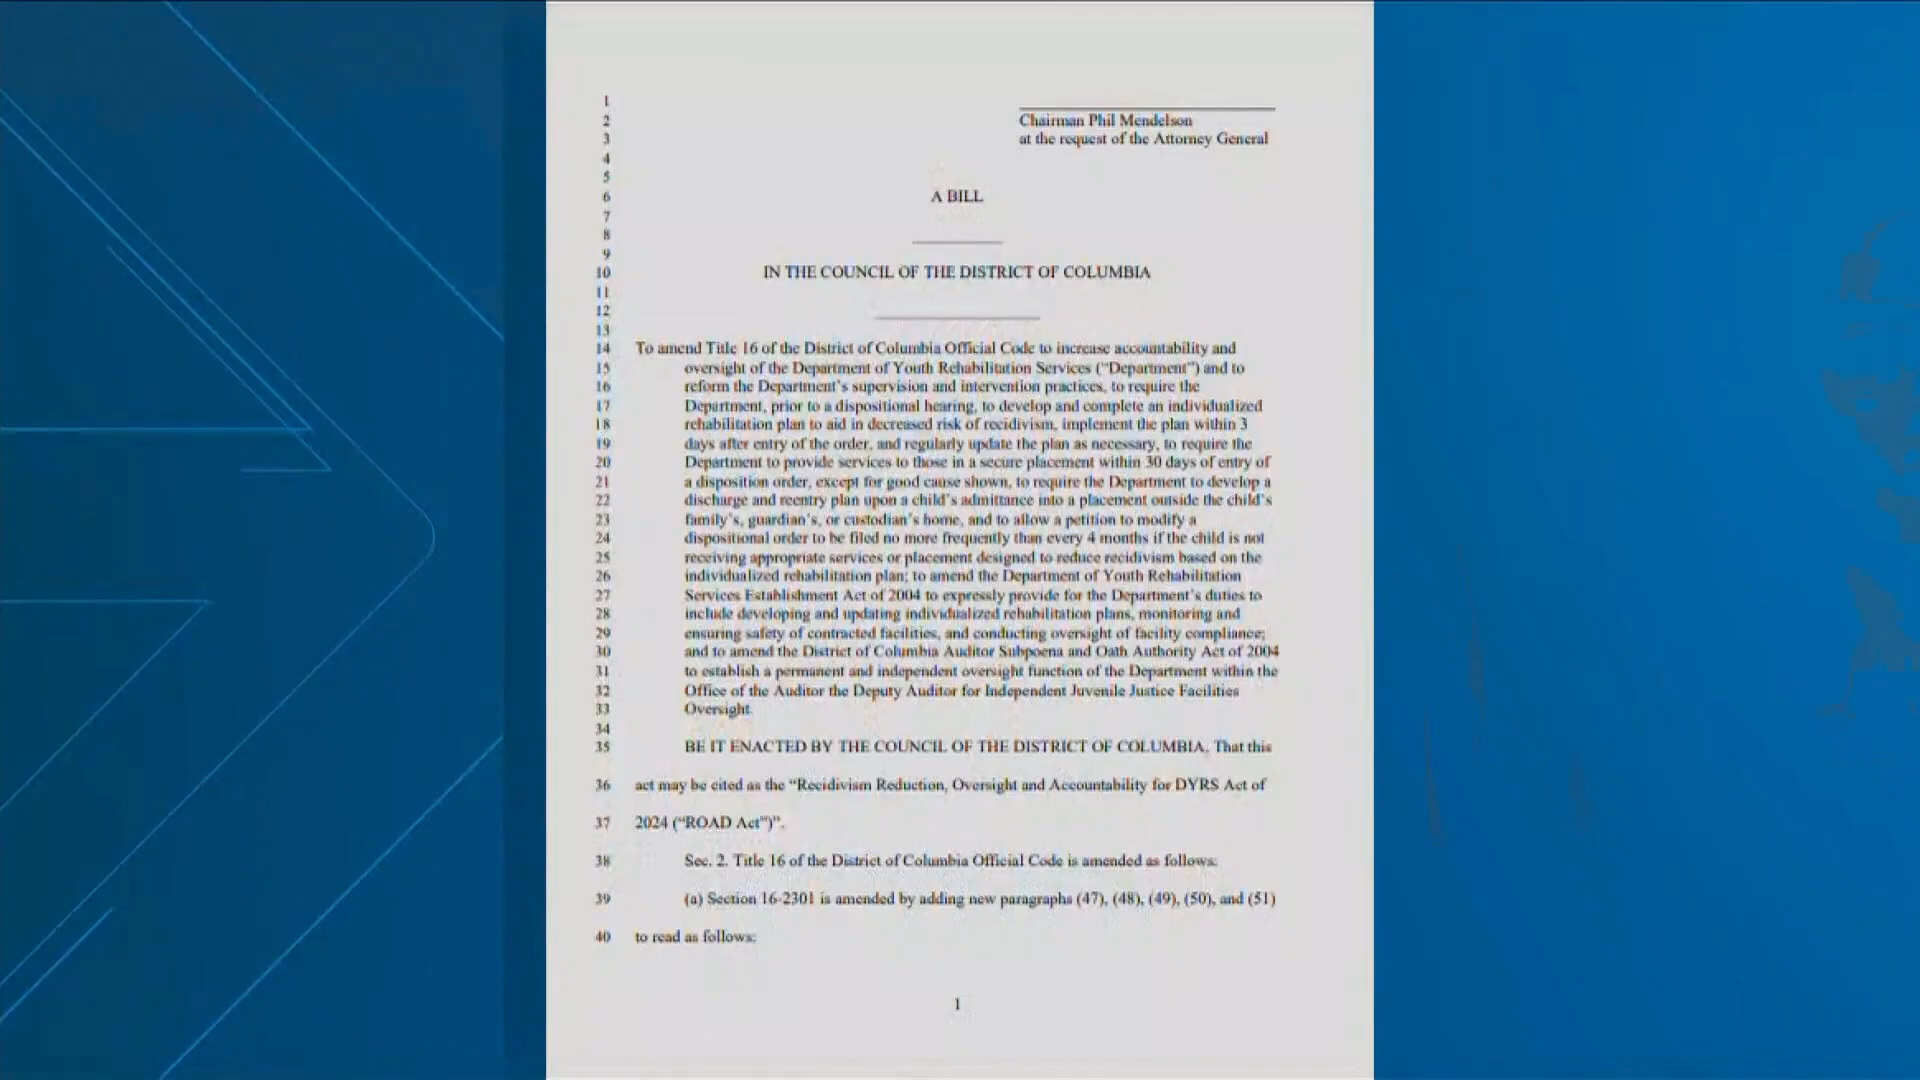 1
2 Chairman Phil Mendelson
3 at the request of the Attorney General
4
5
6 A BILL
7
8
9
10 IN THE COUNCIL OF THE DISTRICT OF COLUMBIA
11
12
13
14 To amend Title 16 of the District of Columbia Official Code to increase accountability and
15 oversight of the Department of Youth Rehabilitation Services (“Department”) and to
16 reform the Department’s supervision and intervention practices, to require the
17 Department, prior to a dispositional hearing, to develop and complete an individualized
18 rehabilitation plan to aid in decreased risk of recidivism, implement the plan within 3
19 days after entry of the order, and regularly update the plan as necessary, to require the
20 Department to provide services to those in a secure placement within 30 days of entry of
21 a disposition order, except for good cause shown, to require the Department to develop a
22 discharge and reentry plan upon a child’s admittance into a placement outside the child’s
23 family’s, guardian’s, or custodian’s home, and to allow a petition to modify a
24 dispositional order to be filed no more frequently than every 4 months if the child is not
25 receiving appropriate services or placement designed to reduce recidivism based on the
26 individualized rehabilitation plan; to amend the Department of Youth Rehabilitation
27 Services Establishment Act of 2004 to expressly provide for the Department’s duties to
28 include developing and updating individualized rehabilitation plans, monitoring and
29 ensuring safety of contracted facilities, and conducting oversight of facility compliance;
30 and to amend the District of Columbia Auditor Subpoena and Oath Authority Act of 2004
31 to establish a permanent and independent oversight function of the Department within the
32 Office of the Auditor the Deputy Auditor for Independent Juvenile Justice Facilities
33 Oversight.
34
35 BE IT ENACTED BY THE COUNCIL OF THE DISTRICT OF COLUMBIA, That this
36 act may be cited as the “Recidivism Reduction, Oversight and Accountability for DYRS Act of
37 2024 (“ROAD Act”)”.
38 Sec. 2. Title 16 of the District of Columbia Official Code is amended as follows:
39 (a) Section 16-2301 is amended by adding new paragraphs (47), (48), (49), (50), and (51)
40 to read as follows:
1